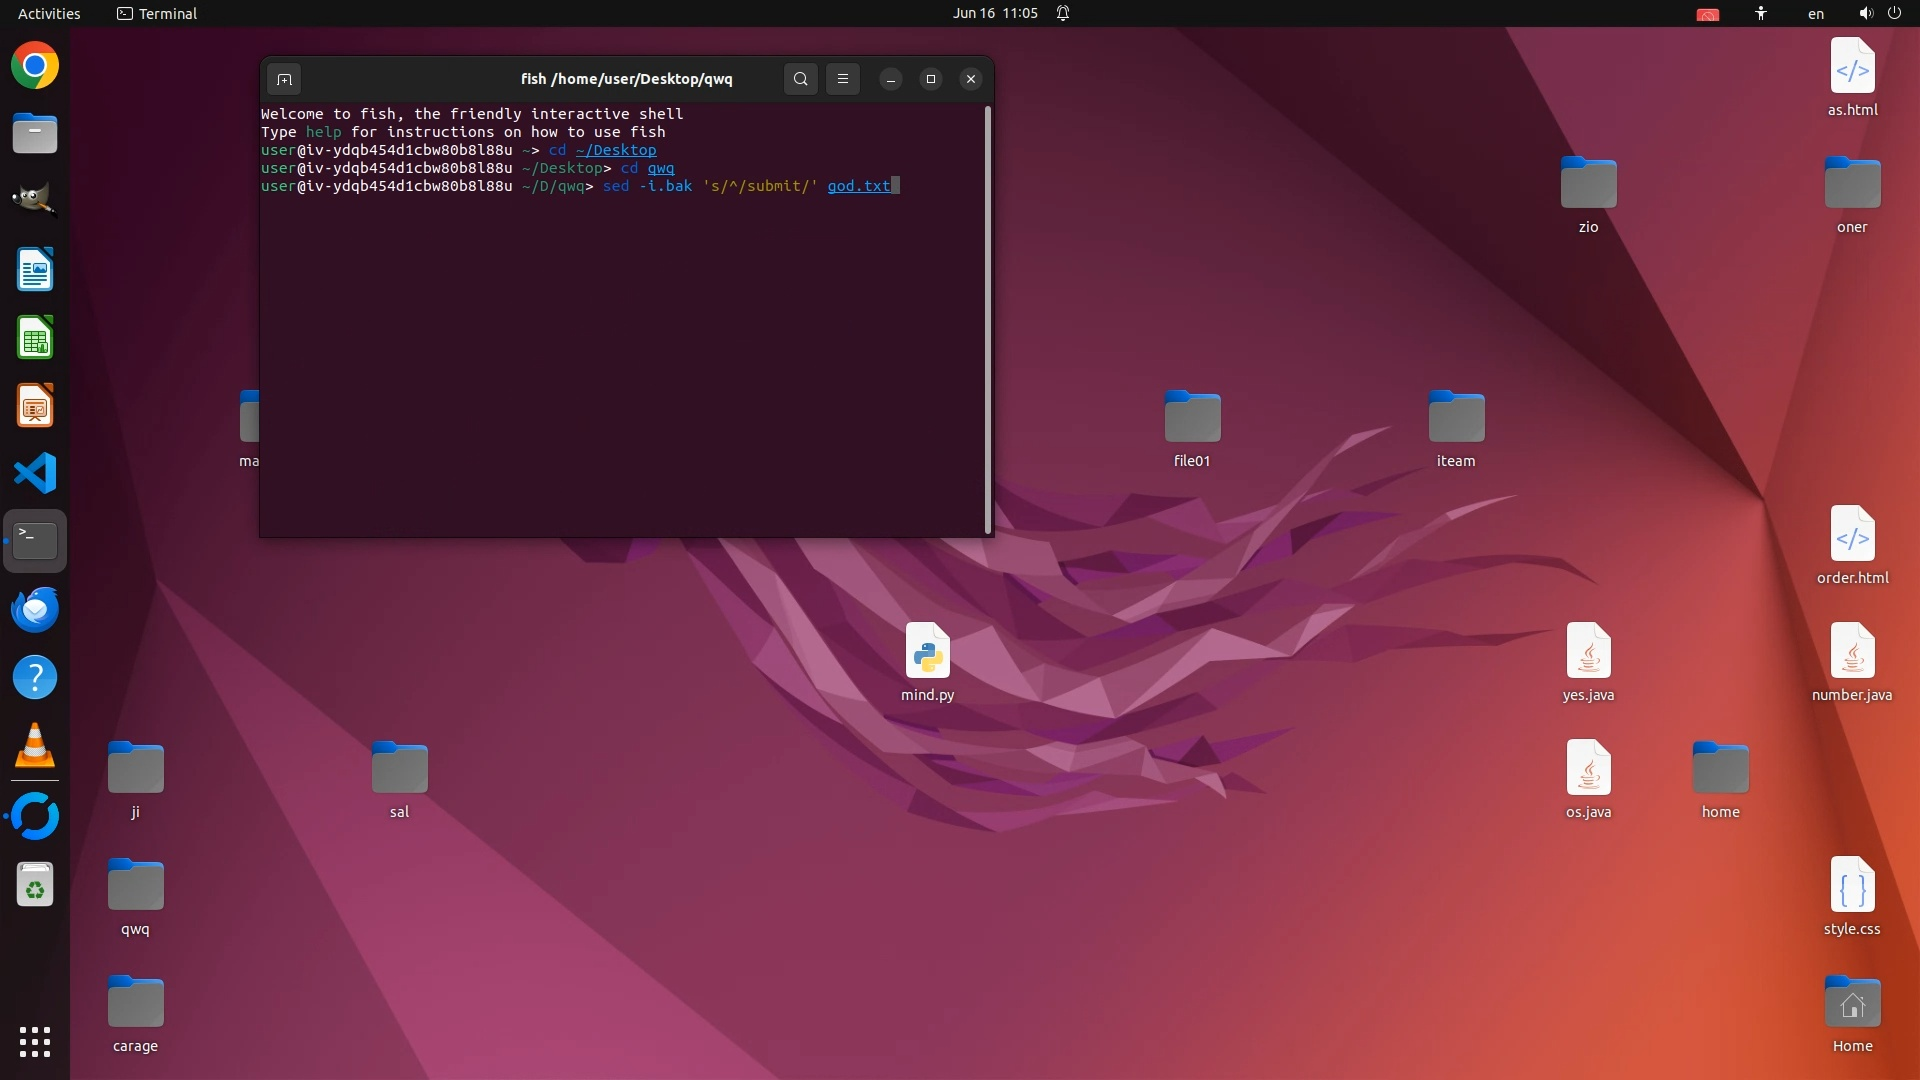 Activities
Terminal
Jun 16 11:05
en
fish /home/user/Desktop/qwq
Welcome to fish, the friendly interactive shell
Type help for instructions on how to use fish
user@iv-ydqb454d1cbw80b8l88u ~> cd ~/Desktop
user@iv-ydqb454d1cbw80b8l88u ~/Desktop> cd qwq
user@iv-ydqb454d1cbw80b8l88u ~/D/qwq> sed -i.bak 's/^/submit/' god.txt
as.html
zio
oner
ma
file01
iteam
order.html
mind.py
yes.java
number.java
ji
sal
os.java
home
qwq
style.css
carage
Home